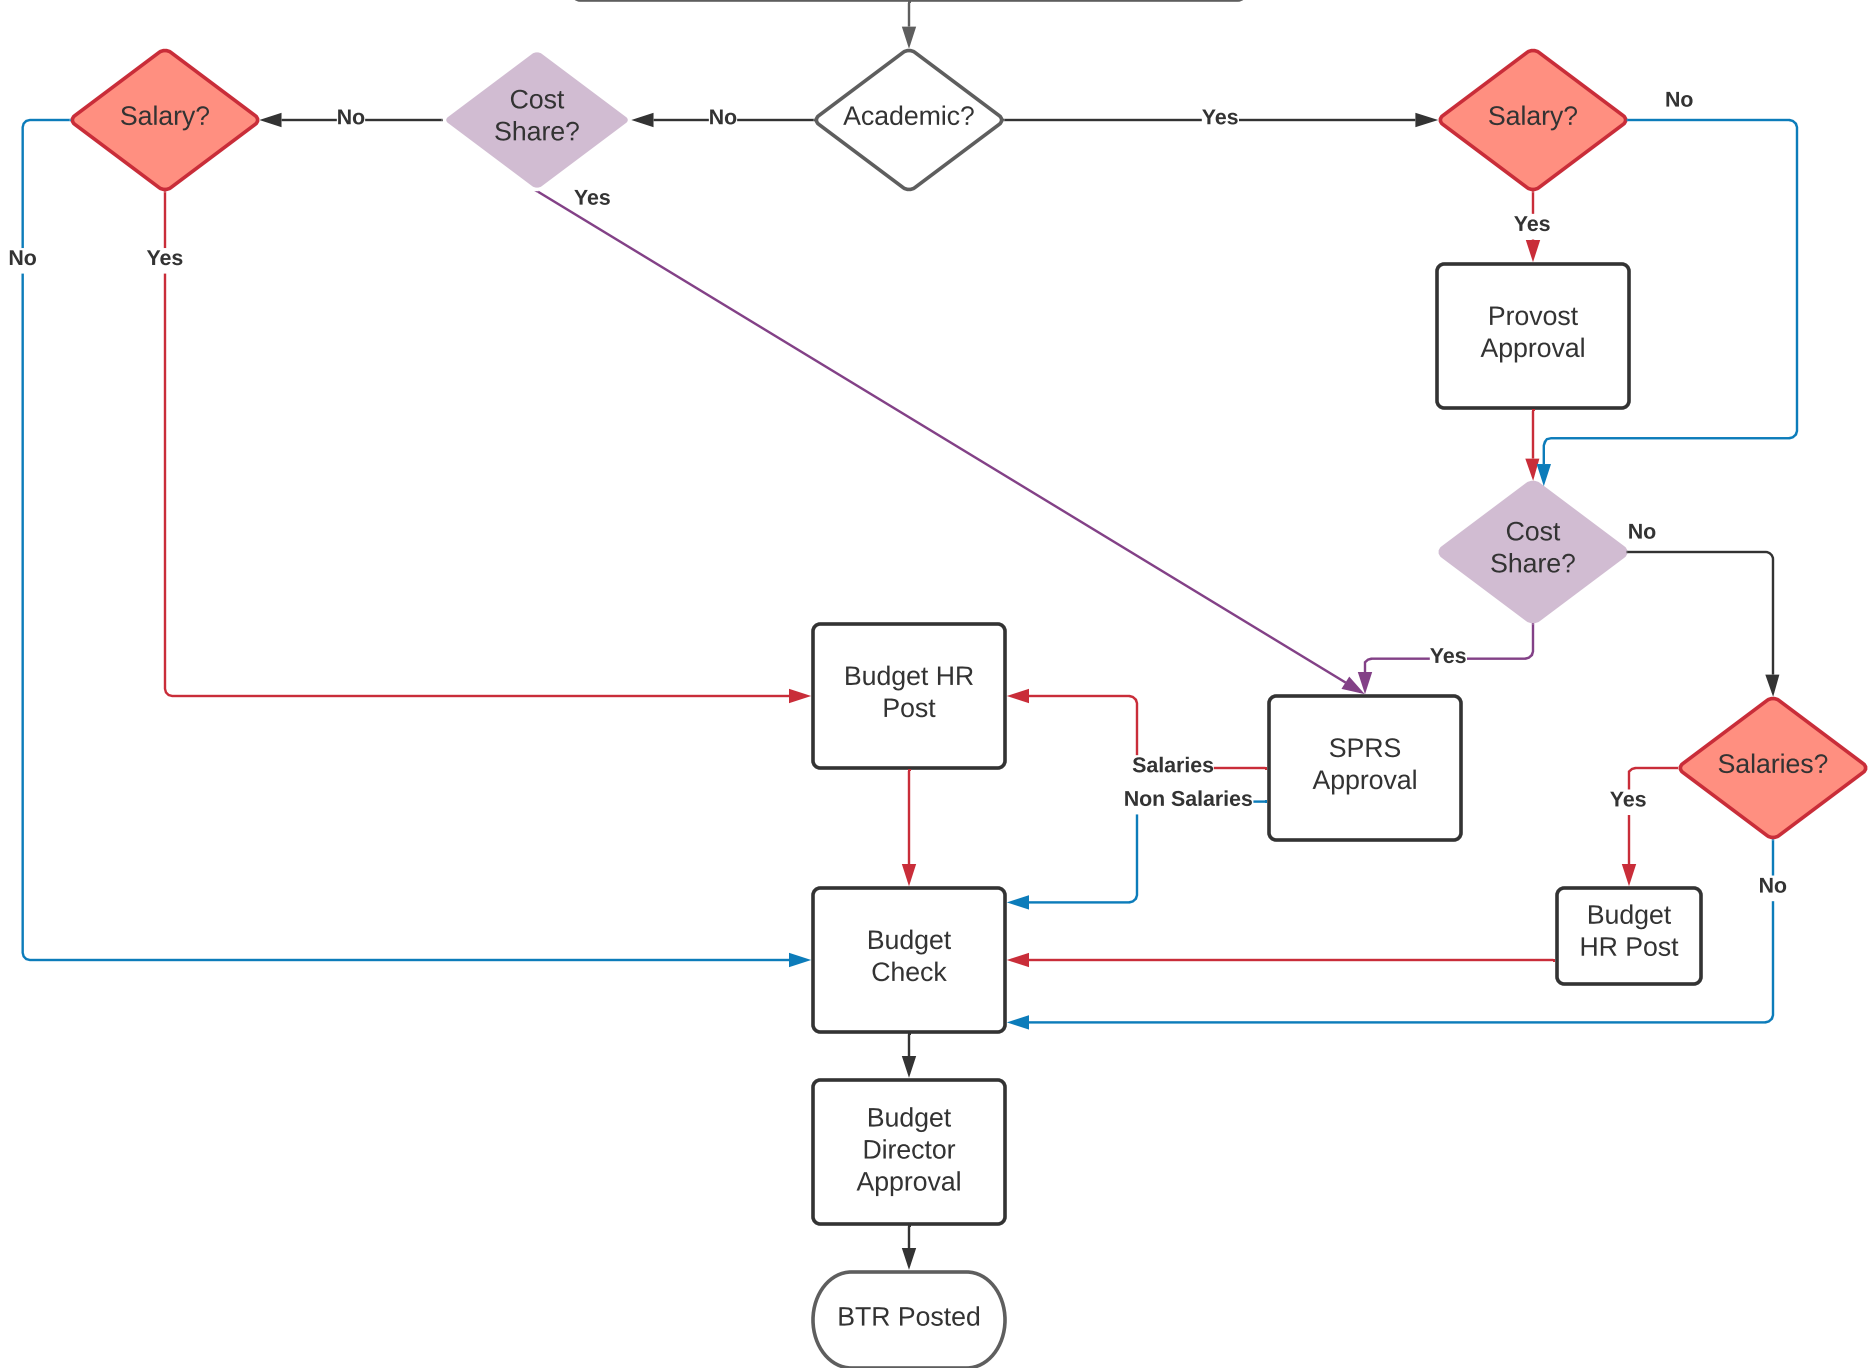 No
Salary?
No
Cost
Share?
No
Academic?
Yes
Salary?
Yes
Yes
No
Yes
Provost
Approval
Cost
Share?
No
Yes
Budget HR
Post
Salaries
Non Salaries
SPRS
Approval
Salaries?
Yes
No
Budget
HR Post
Budget
Check
Budget
Director
Approval
BTR Posted